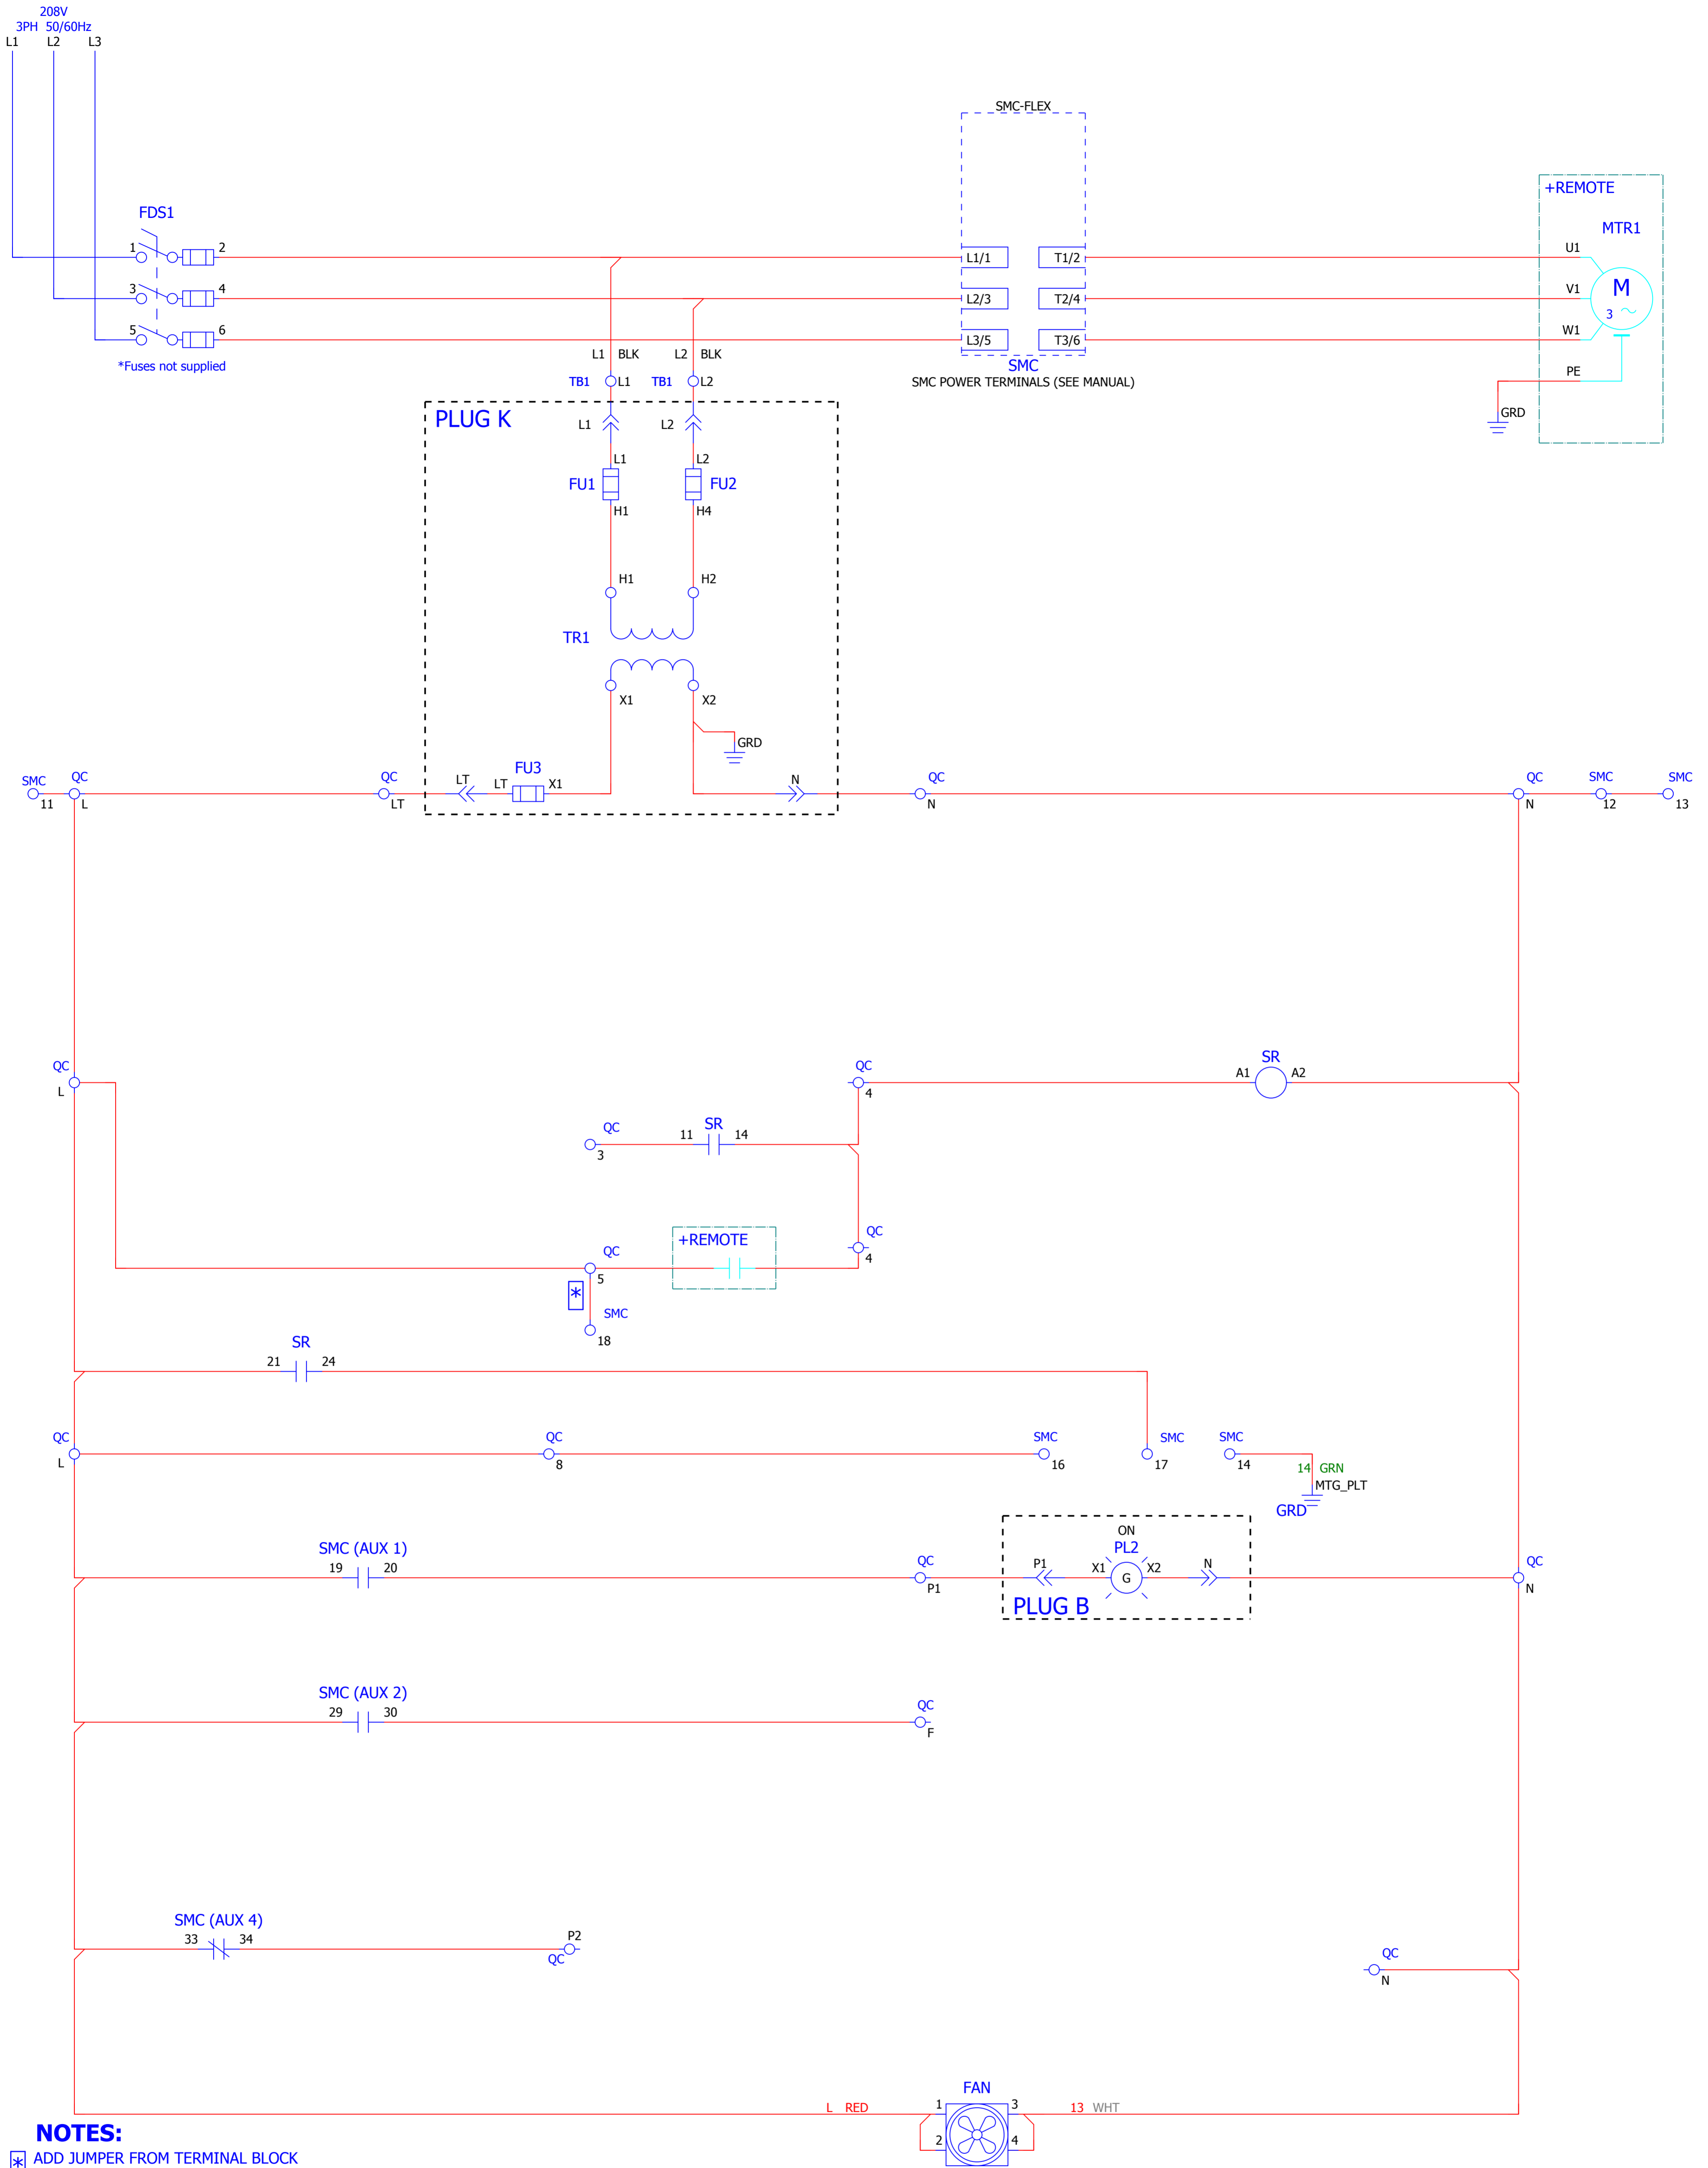 208V
3PH 50/60Hz
L1 L2 L3
SMC-FLEX
+REMOTE
FDS1
MTR1
1 2
L1/1 T1/2
U1
3 4
L2/3 T2/4
V1
M
3
5 6
L3/5 T3/6
W1
*Fuses not supplied
L1 BLK L2 BLK
SMC
SMC POWER TERMINALS (SEE MANUAL)
PE
TB1 L1 TB1 L2
GRD
PLUG K
L1 L2
L1 L2
FU1 FU2
H1 H4
H1 H2
TR1
X1 X2
GRD
FU3
SMC QC QC LT LT X1 N QC QC SMC SMC
11 L LT N N 12 13
QC QC SR
L 4 A1 A2
QC SR
3 11 14
+REMOTE
QC QC
5 4
*
SMC
18
SR
21 24
QC QC SMC SMC SMC
L 8 16 17 14
14 GRN
MTG_PLT
GRD
ON
SMC (AUX 1)
PL2
19 20 QC P1 X1 G X2 N QC
P1 N
PLUG B
SMC (AUX 2)
29 30 QC
F
SMC (AUX 4)
33 34 P2
QC
QC
N
FAN
L RED 1 3 13 WHT
2 4
NOTES:
* ADD JUMPER FROM TERMINAL BLOCK